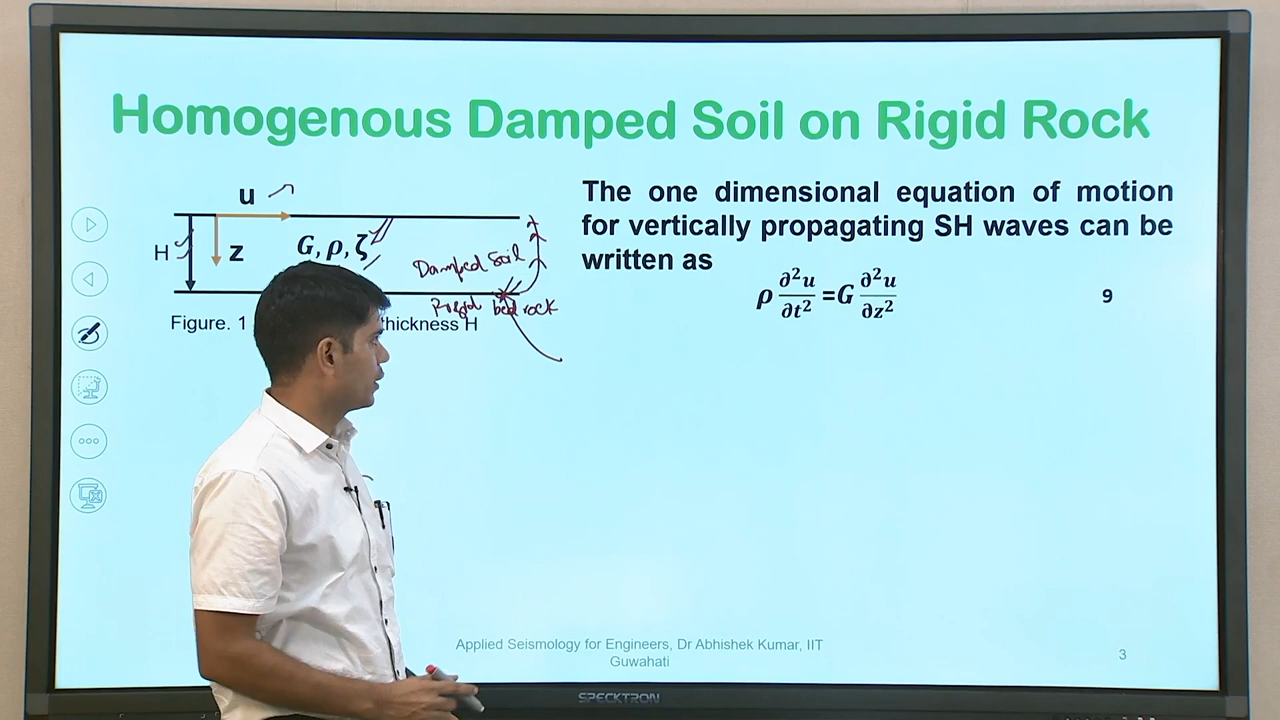 Homogenous Damped Soil on Rigid Rock
u
H
z
G, ρ, ζ
Damped Soil
Rigid bed rock
Figure. 1
thickness H
The one dimensional equation of motion
for vertically propagating SH waves can be
written as
ρ ∂²u/∂t² =G ∂²u/∂z²
9
Applied Seismology for Engineers, Dr Abhishek Kumar, IIT
Guwahati
3
SPECKTRON